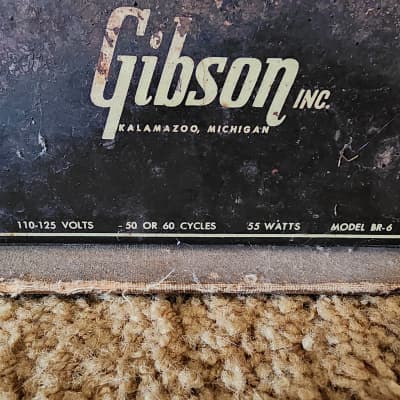 Gibson INC.
KALAMAZOO, MICHIGAN
110-125 VOLTS 50 OR 60 CYCLES 55 WATTS MODEL BR-6